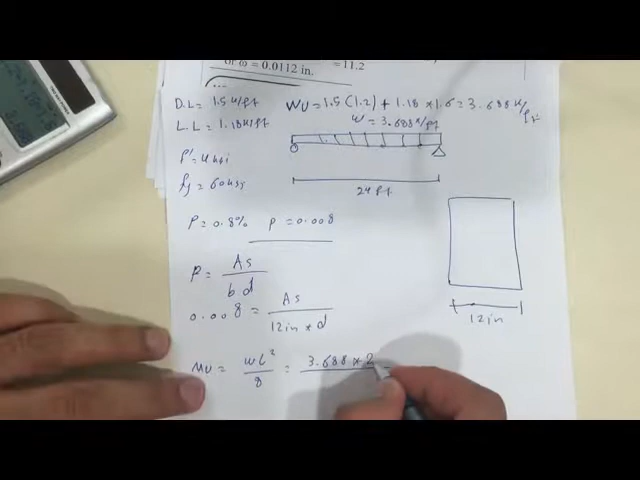 or ω = 0.0112 in. = 11.2
D.L = 1.5 k/ft
Wu = 1.5(1.2) + 1.18 * 1.6 = 3.688 k/ft
L.L = 1.18 k/ft
w = 3.688 k/ft
f' = 4 ksi
24 ft.
fy = 60 ksi
P = 0.8% ρ = 0.008
ρ = As / b d
0.008 = As / 12in * d
12in
Mu = wL² / 8 = 3.688 * 2